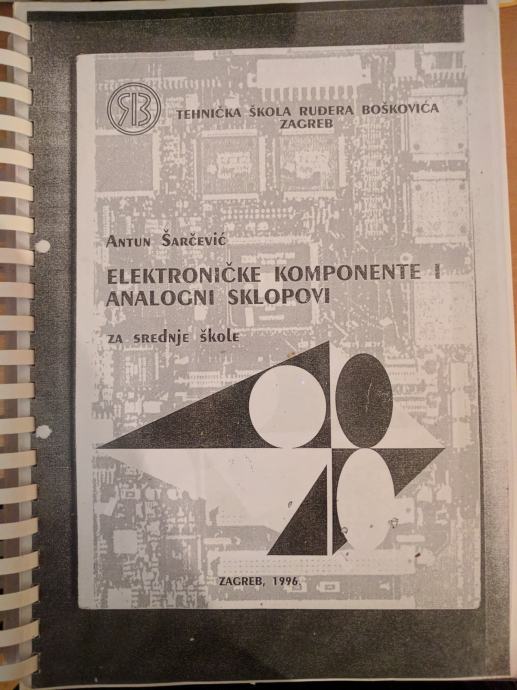 TEHNIČKA ŠKOLA RUĐERA BOŠKOVIĆA
ZAGREB
ANTUN ŠARČEVIĆ
ELEKTRONIČKE KOMPONENTE I
ANALOGNI SKLOPOVI
ZA SREDNJE ŠKOLE
ZAGREB, 1996.